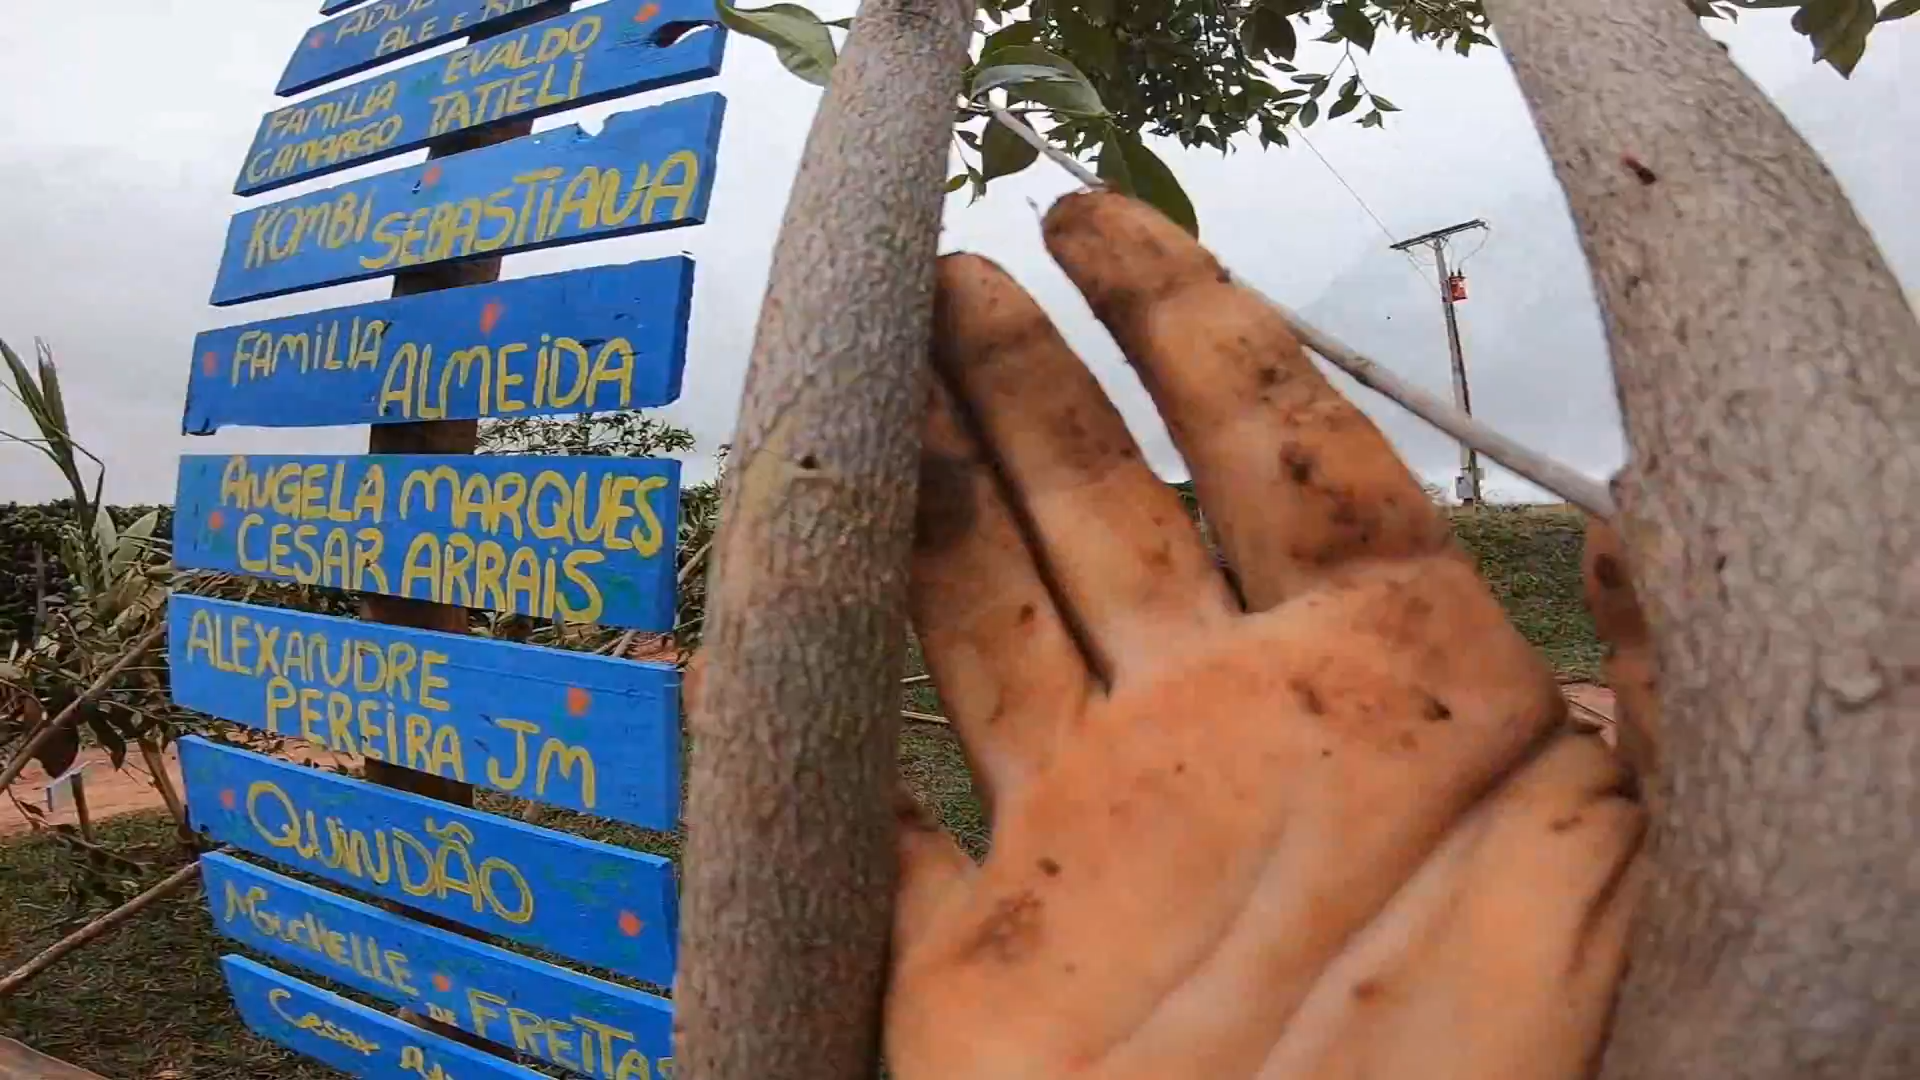 ALE E
FAMILIA EVALDO
CAMARGO TATIELI
KOMBI SEBASTIANA
FAMILIA ALMEIDA
ANGELA MARQUES
CESAR ARRAIS
ALEXANDRE
PEREIRA JM
QUINDÃO
MICHELLE DE FREITAS
Cesar